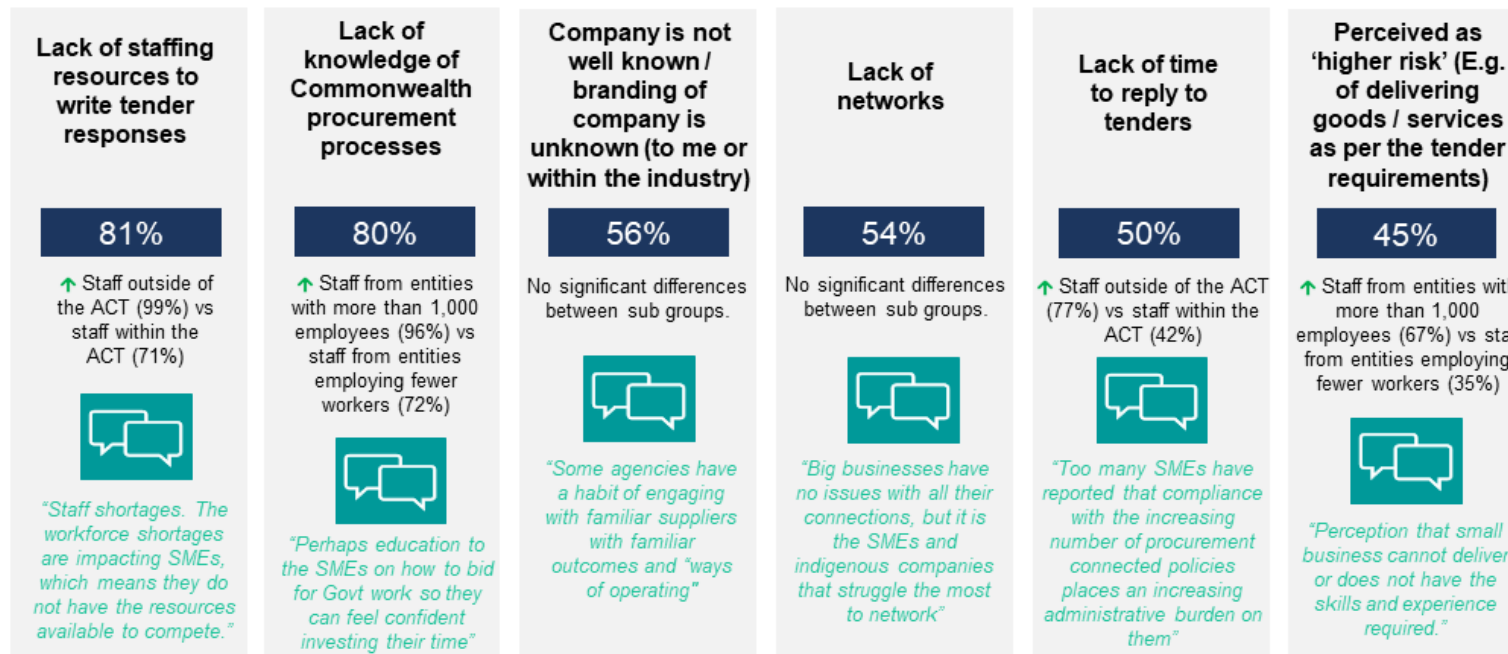 Lack of staffing
resources to
write tender
responses
81%
↑ Staff outside of
the ACT (99%) vs
staff within the
ACT (71%)
“Staff shortages. The
workforce shortages
are impacting SMEs,
which means they do
not have the resources
available to compete.”
Lack of
knowledge of
Commonwealth
procurement
processes
80%
↑ Staff from entities
with more than 1,000
employees (96%) vs
staff from entities
employing fewer
workers (72%)
“Perhaps education to
the SMEs on how to bid
for Govt work so they
can feel confident
investing their time”
Company is not
well known /
branding of
company is
unknown (to me or
within the industry)
56%
No significant differences
between sub groups.
“Some agencies have
a habit of engaging
with familiar suppliers
with familiar
outcomes and “ways
of operating"
Lack of
networks
54%
No significant differences
between sub groups.
“Big businesses have
no issues with all their
connections, but it is
the SMEs and
indigenous companies
that struggle the most
to network”
Lack of time
to reply to
tenders
50%
↑ Staff outside of the ACT
(77%) vs staff within the
ACT (42%)
“Too many SMEs have
reported that compliance
with the increasing
number of procurement
connected policies
places an increasing
administrative burden on
them”
Perceived as
‘higher risk’ (E.g.
of delivering
goods / services
as per the tender
requirements)
45%
↑ Staff from entities
more than 1,000
employees (67%) vs
from entities employing
fewer workers (35%)
“Perception that small
business cannot deliver
or does not have the
skills and experience
required.”